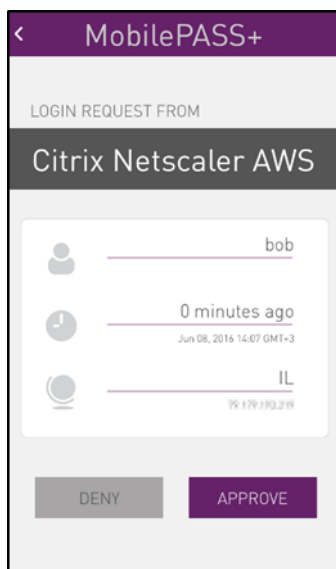 MobilePASS+
LOGIN REQUEST FROM
Citrix Netscaler AWS
bob
0 minutes ago
Jun 08, 2016 14:07 GMT+3
IL
DENY
APPROVE